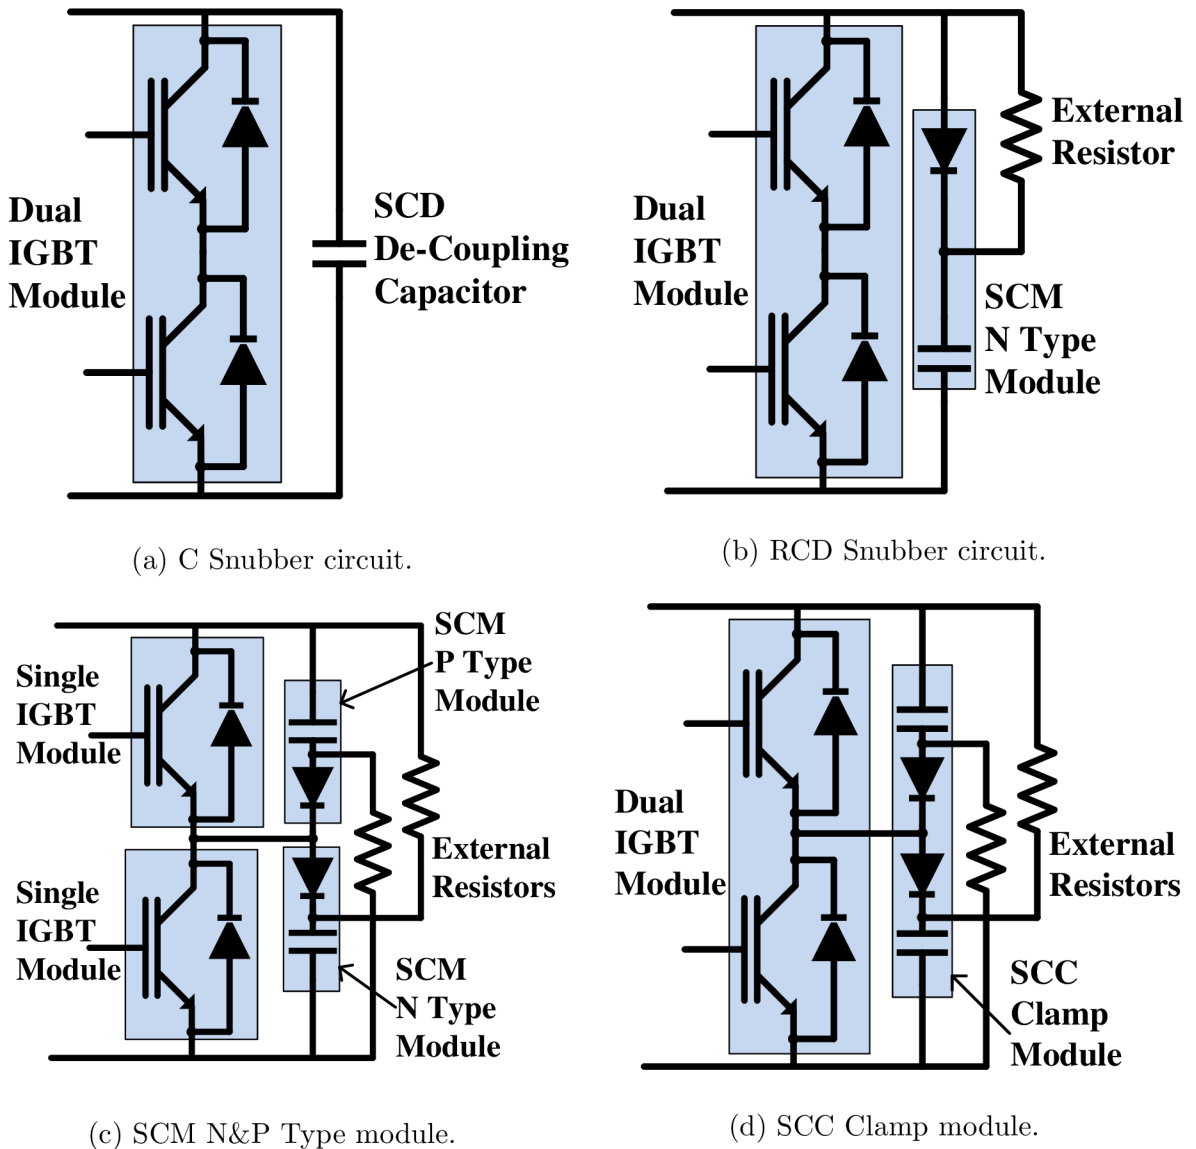 Dual
IGBT
Module
SCD
De-Coupling
Capacitor
(a) C Snubber circuit.
Dual
IGBT
Module
External
Resistor
SCM
N Type
Module
(b) RCD Snubber circuit.
Single
IGBT
Module
Single
IGBT
Module
SCM
P Type
Module
External
Resistors
SCM
N Type
Module
(c) SCM N&P Type module.
Dual
IGBT
Module
External
Resistors
SCC
Clamp
Module
(d) SCC Clamp module.